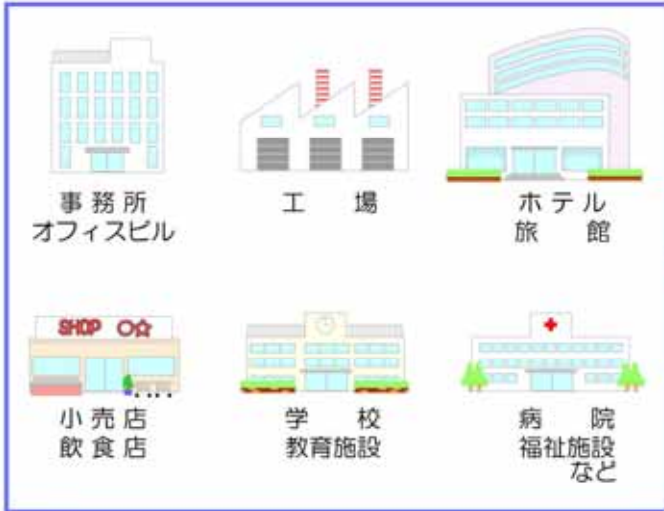 事務所
オフィスビル
工 場
ホテル
旅 館
SHOP ○☆
小売店
飲食店
学 校
教育施設
病 院
福祉施設
など